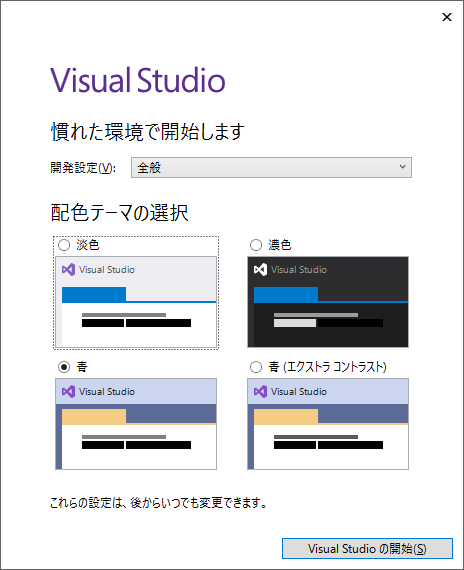 Visual Studio
慣れた環境で開始します
開発設定(V): 全般
配色テーマの選択
淡色 濃色
Visual Studio Visual Studio
青 青 (エクストラ コントラスト)
Visual Studio Visual Studio
これらの設定は、後からいつでも変更できます。
Visual Studio の開始(S)